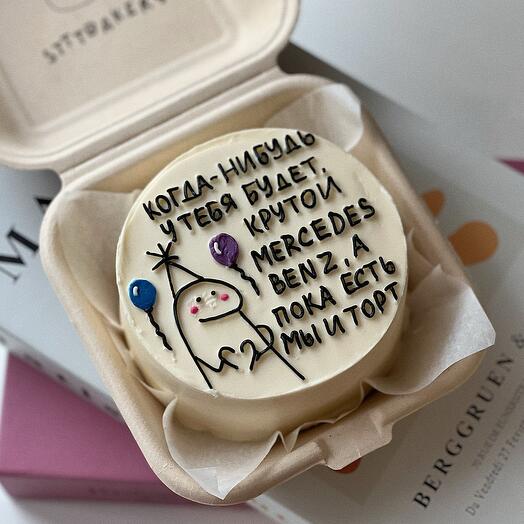 КОГДА-НИБУДЬ
У ТЕБЯ БУДЕТ,
КРУТОЙ
MERCEDES
BENZ, А
ПОКА ЕСТЬ
МЫ И ТОРТ
BERGGRUEN &